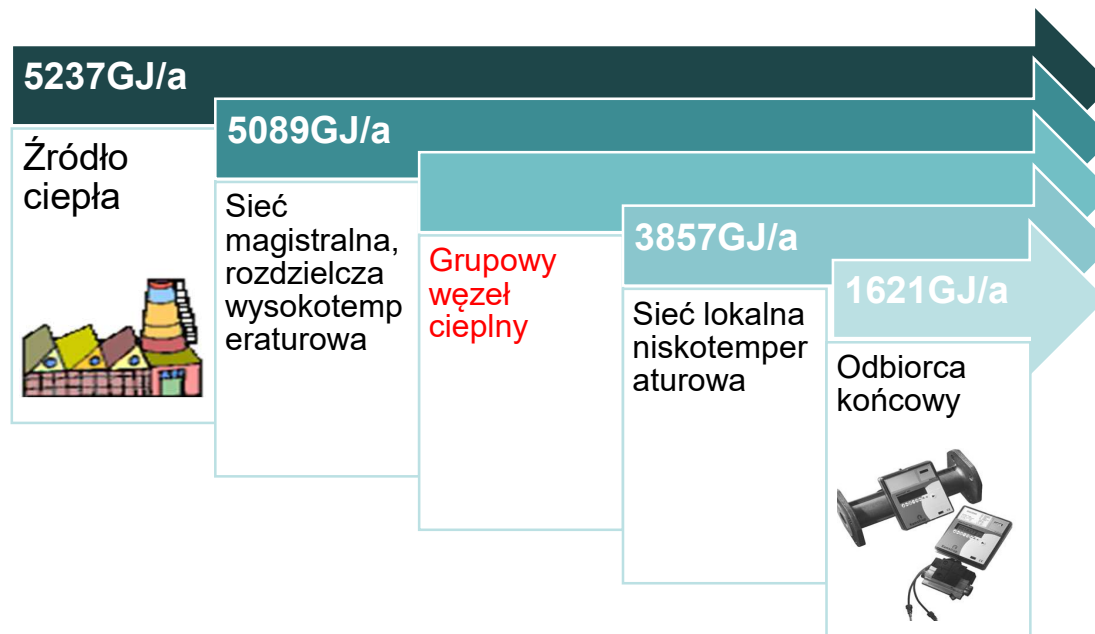 5237GJ/a
Źródło
ciepła
5089GJ/a
Sieć
magistralna,
rozdzielcza
wysokotemp
eraturowa
Grupowy
węzeł
cieplny
3857GJ/a
Sieć lokalna
niskotemper
aturowa
1621GJ/a
Odbiorca
końcowy